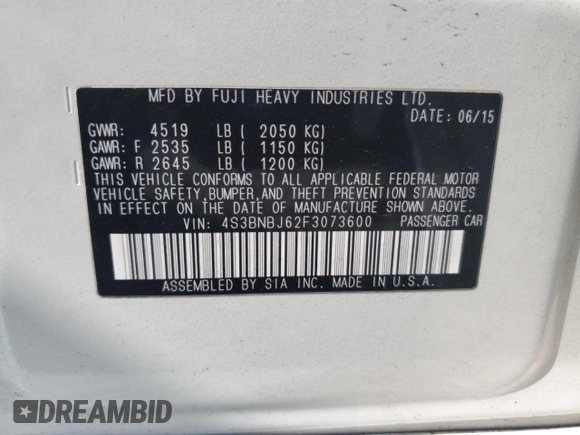 MFD BY FUJI HEAVY INDUSTRIES LTD.
DATE: 06/15
GVWR: 4519 LB ( 2050 KG)
GAWR: F 2535 LB ( 1150 KG)
GAWR: R 2645 LB ( 1200 KG)
THIS VEHICLE CONFORMS TO ALL APPLICABLE FEDERAL MOTOR
VEHICLE SAFETY, BUMPER, AND THEFT PREVENTION STANDARDS
IN EFFECT ON THE DATE OF MANUFACTURE SHOWN ABOVE.
VIN: 4S3BNBJ62F3073600 PASSENGER CAR
ASSEMBLED BY SIA INC. MADE IN U.S.A.
DREAMBID